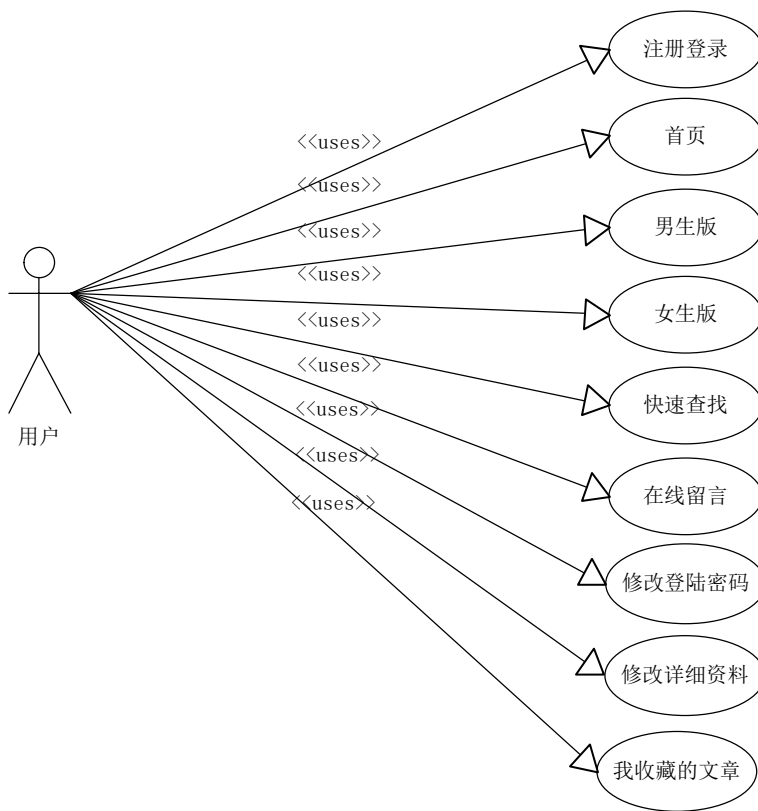 注册登录
<<uses>>
首页
<<uses>>
男生版
<<uses>>
女生版
<<uses>>
快速查找
<<uses>>
在线留言
<<uses>>
修改登陆密码
<<uses>>
修改详细资料
<<uses>>
我收藏的文章
<<uses>>
用户